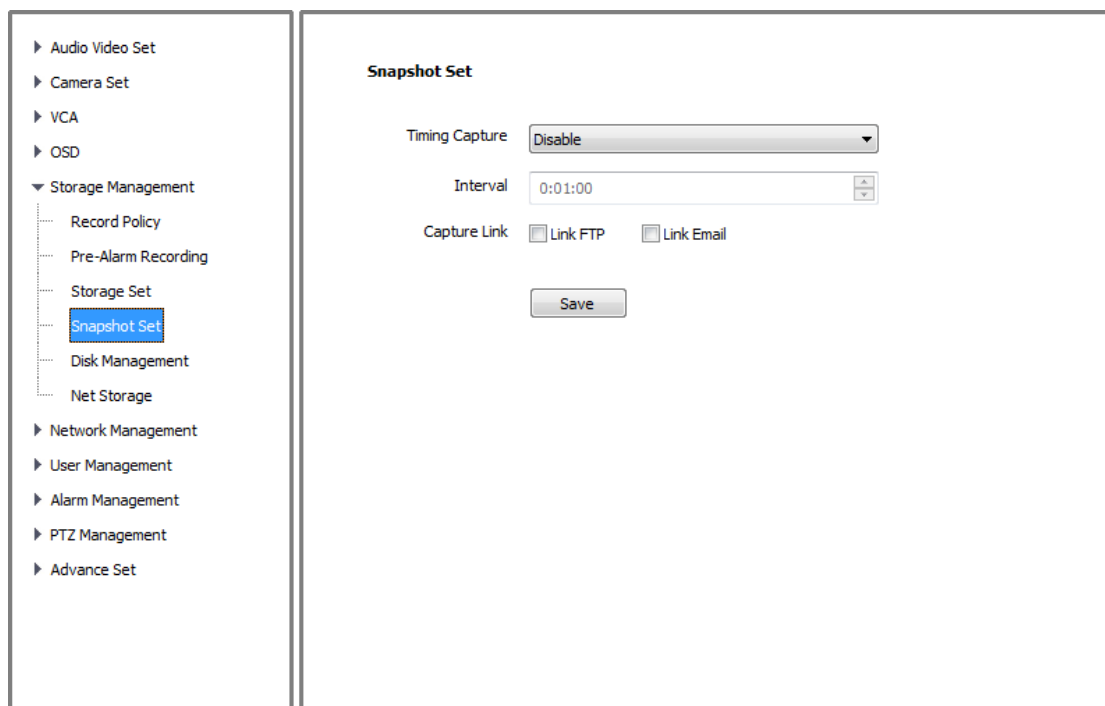 Audio Video Set
Camera Set
VCA
OSD
Storage Management
Record Policy
Pre-Alarm Recording
Storage Set
Snapshot Set
Disk Management
Net Storage
Network Management
User Management
Alarm Management
PTZ Management
Advance Set
Snapshot Set
Timing Capture Disable
Interval 0:01:00
Capture Link Link FTP Link Email
Save